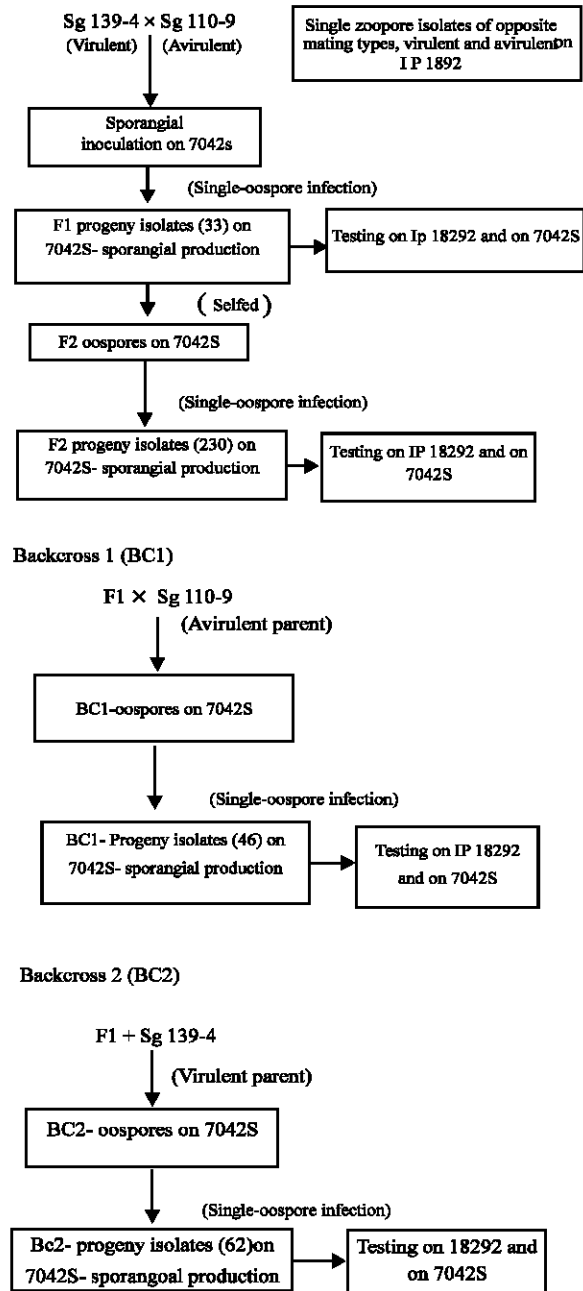 Sg 139-4 × Sg 110-9
(Virulent) (Avirulent)
Single zoopore isolates of opposite
mating types, virulent and avirulenton
I P 1892
Sporangial
inoculation on 7042s
(Single-oospore infection)
F1 progeny isolates (33) on
7042S- sporangial production
Testing on Ip 18292 and on 7042S
( Selfed )
F2 oospores on 7042S
(Single-oospore infection)
F2 progeny isolates (230) on
7042S- sporangial production
Testing on IP 18292 and on
7042S
Backcross 1 (BC1)
F1 × Sg 110-9
(Avirulent parent)
BC1-oospores on 7042S
(Single-oospore infection)
BC1- Progeny isolates (46) on
7042S- sporangial production
Testing on IP 18292
and on 7042S
Backcross 2 (BC2)
F1 + Sg 139-4
(Virulent parent)
BC2- oospores on 7042S
(Single-oospore infection)
Bc2- progeny isolates (62)on
7042S- sporangoal production
Testing on 18292 and
on 7042S